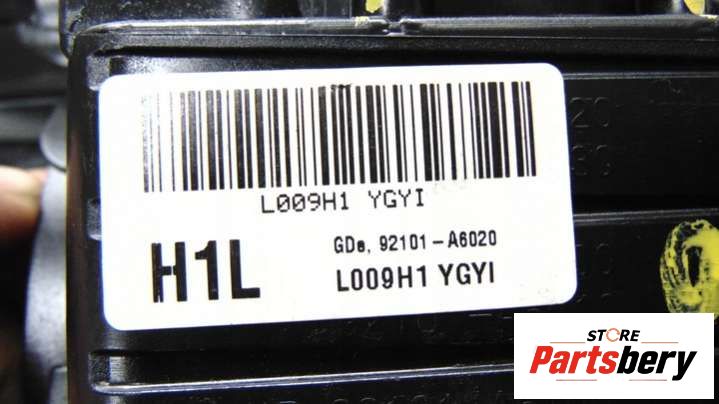 L009H1 YGYI
H1L
GDe, 92101-A6020
L009H1 YGYI
STORE
Partsbery